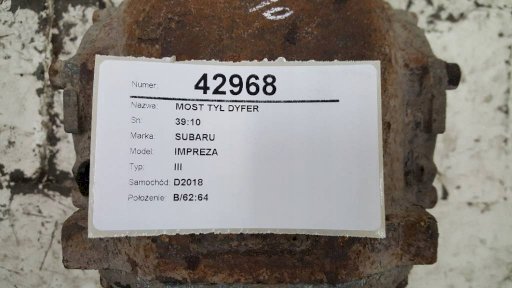 Numer: 42968
Nazwa: MOST TYŁ DYFER
Sn: 39:10
Marka: SUBARU
Model: IMPREZA
Typ: III
Samochód: D2018
Położenie: B/62:64